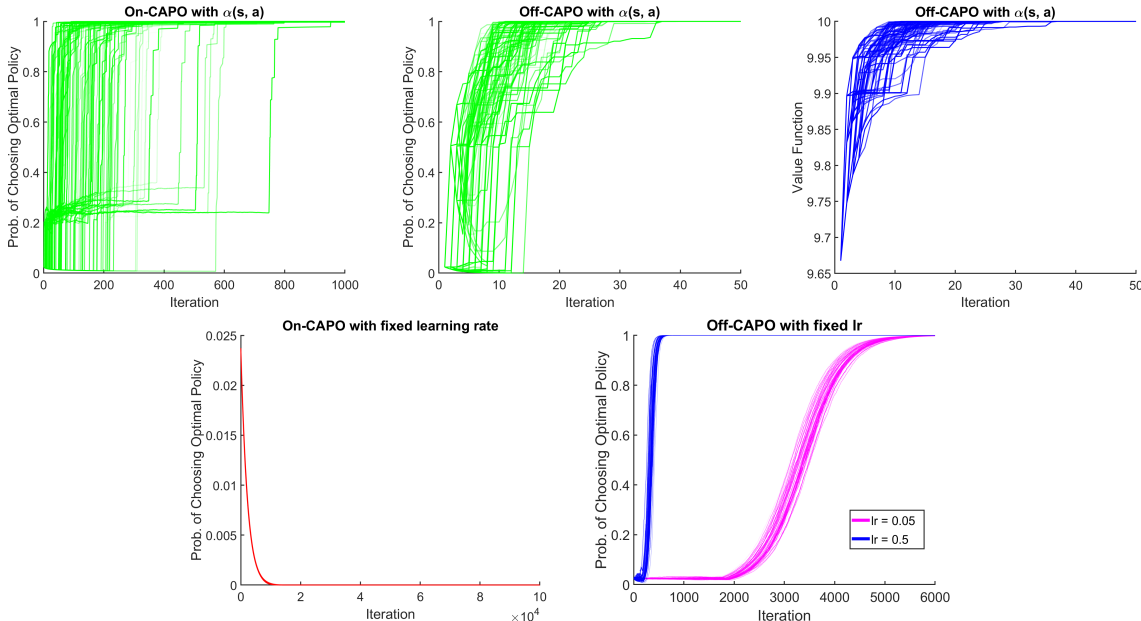 On-CAPO with α(s, a)
Prob. of Choosing Optimal Policy
1
0.8
0.6
0.4
0.2
0
0 200 400 600 800 1000
Iteration
Off-CAPO with α(s, a)
Prob. of Choosing Optimal Policy
1
0.8
0.6
0.4
0.2
0
0 10 20 30 40 50
Iteration
Off-CAPO with α(s, a)
Value Function
10
9.95
9.9
9.85
9.8
9.75
9.7
9.65
0 10 20 30 40 50
Iteration
On-CAPO with fixed learning rate
Prob. of Choosing Optimal Policy
0.025
0.02
0.015
0.01
0.005
0
0 2 4 6 8 10
Iteration
×10^4
Off-CAPO with fixed lr
Prob. of Choosing Optimal Policy
1
0.8
0.6
0.4
0.2
0
0 1000 2000 3000 4000 5000 6000
Iteration
lr = 0.05
lr = 0.5